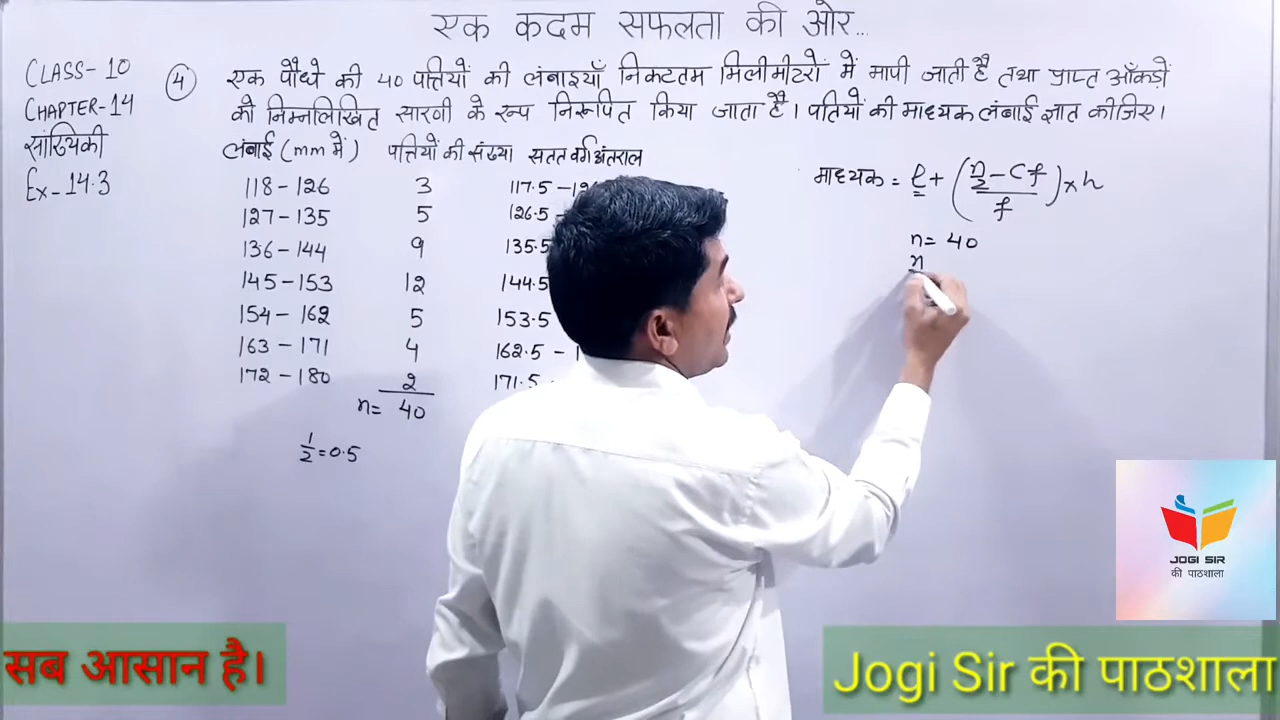 एक कदम सफलता की ओर...
CLASS-10
CHAPTER-14
सांख्यिकी
Ex-14.3
④ एक पौधे की 40 पत्तियों की लंबाइयाँ निकटतम मिलीमीटरों में मापी जाती है तथा प्राप्त आँकड़ों
को निम्नलिखित सारणी के रूप निरूपित किया जाता है। पतियों की माध्यक लंबाई ज्ञात कीजिए।
लंबाई (mm में) पत्तियों की संख्या सतत वर्ग अंतराल
118-126 3 117.5-12
127-135 5 126.5
136-144 9 135.5
145-153 12 144.5
154-162 5 153.5
163-171 4 162.5-1
172-180 2 171.5-
n= 40
1/2=0.5
माध्यक = l + ((n/2 - Cf)/f) × h
n= 40
n
JOGI SIR
की पाठशाला
सब आसान है।
Jogi Sir की पाठशाला